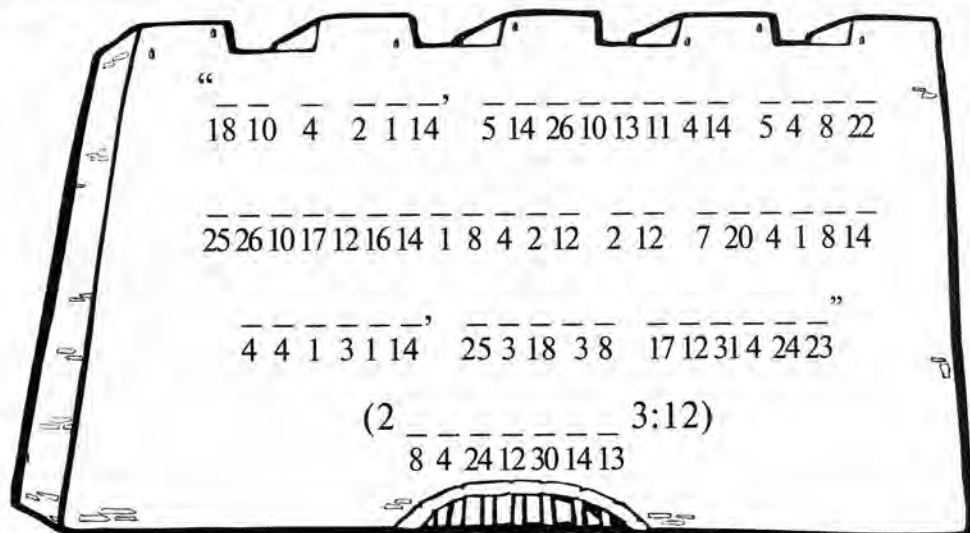 “_ _ _ _ _ _’ _ _ _ _ _ _ _ _ _ _ _ _
18 10 4 2 1 14 5 14 26 10 13 11 4 14 5 4 8 22
_ _ _ _ _ _ _ _ _ _ _ _ _ _ _ _ _ _ _ _
25 26 10 17 12 16 14 1 8 4 2 12 2 12 7 20 4 1 8 14
_ _ _ _ _ _’ _ _ _ _ _ _ _ _ _ _ _”
4 4 1 3 1 14 25 3 18 3 8 17 12 31 4 24 23
(2 _ _ _ _ _ _ _ 3:12)
8 4 24 12 30 14 13